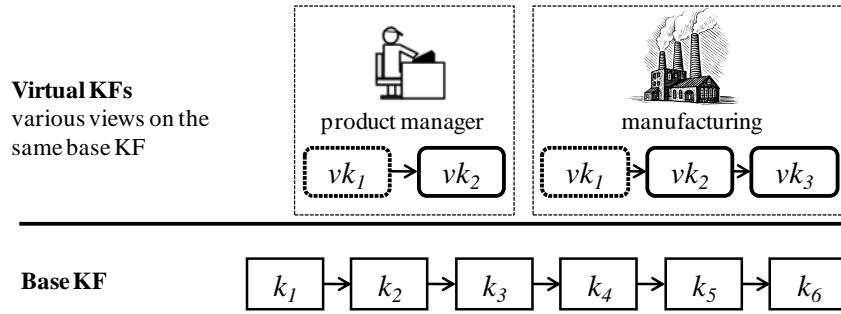 Virtual KFs
various views on the
same base KF
product manager
manufacturing
vk1 vk2
vk1 vk2 vk3
Base KF
k1 k2 k3 k4 k5 k6